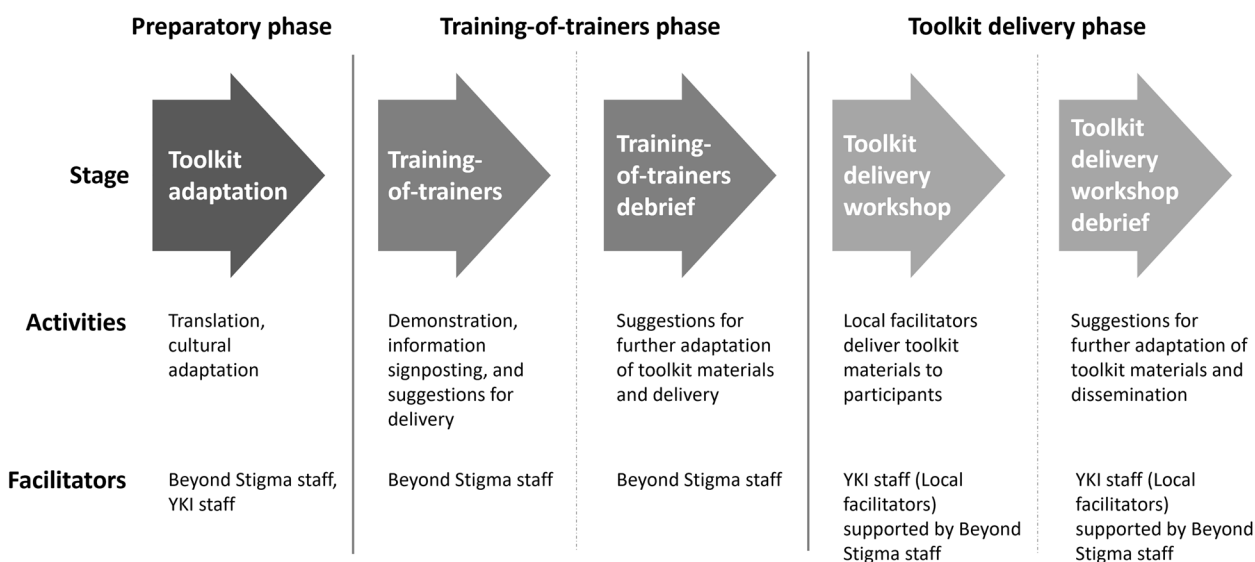 Preparatory phase
Training-of-trainers phase
Toolkit delivery phase
Stage
Toolkit
adaptation
Training-
of-trainers
Training-
of-trainers
debrief
Toolkit
delivery
workshop
Toolkit
delivery
workshop
debrief
Activities
Translation,
cultural
adaptation
Demonstration,
information
signposting, and
suggestions for
delivery
Suggestions for
further adaptation
of toolkit materials
and delivery
Local facilitators
deliver toolkit
materials to
participants
Suggestions for
further adaptation of
toolkit materials and
dissemination
Facilitators
Beyond Stigma staff,
YKI staff
Beyond Stigma staff
Beyond Stigma staff
YKI staff (Local
facilitators)
supported by Beyond
Stigma staff
YKI staff (Local
facilitators)
supported by Beyond
Stigma staff